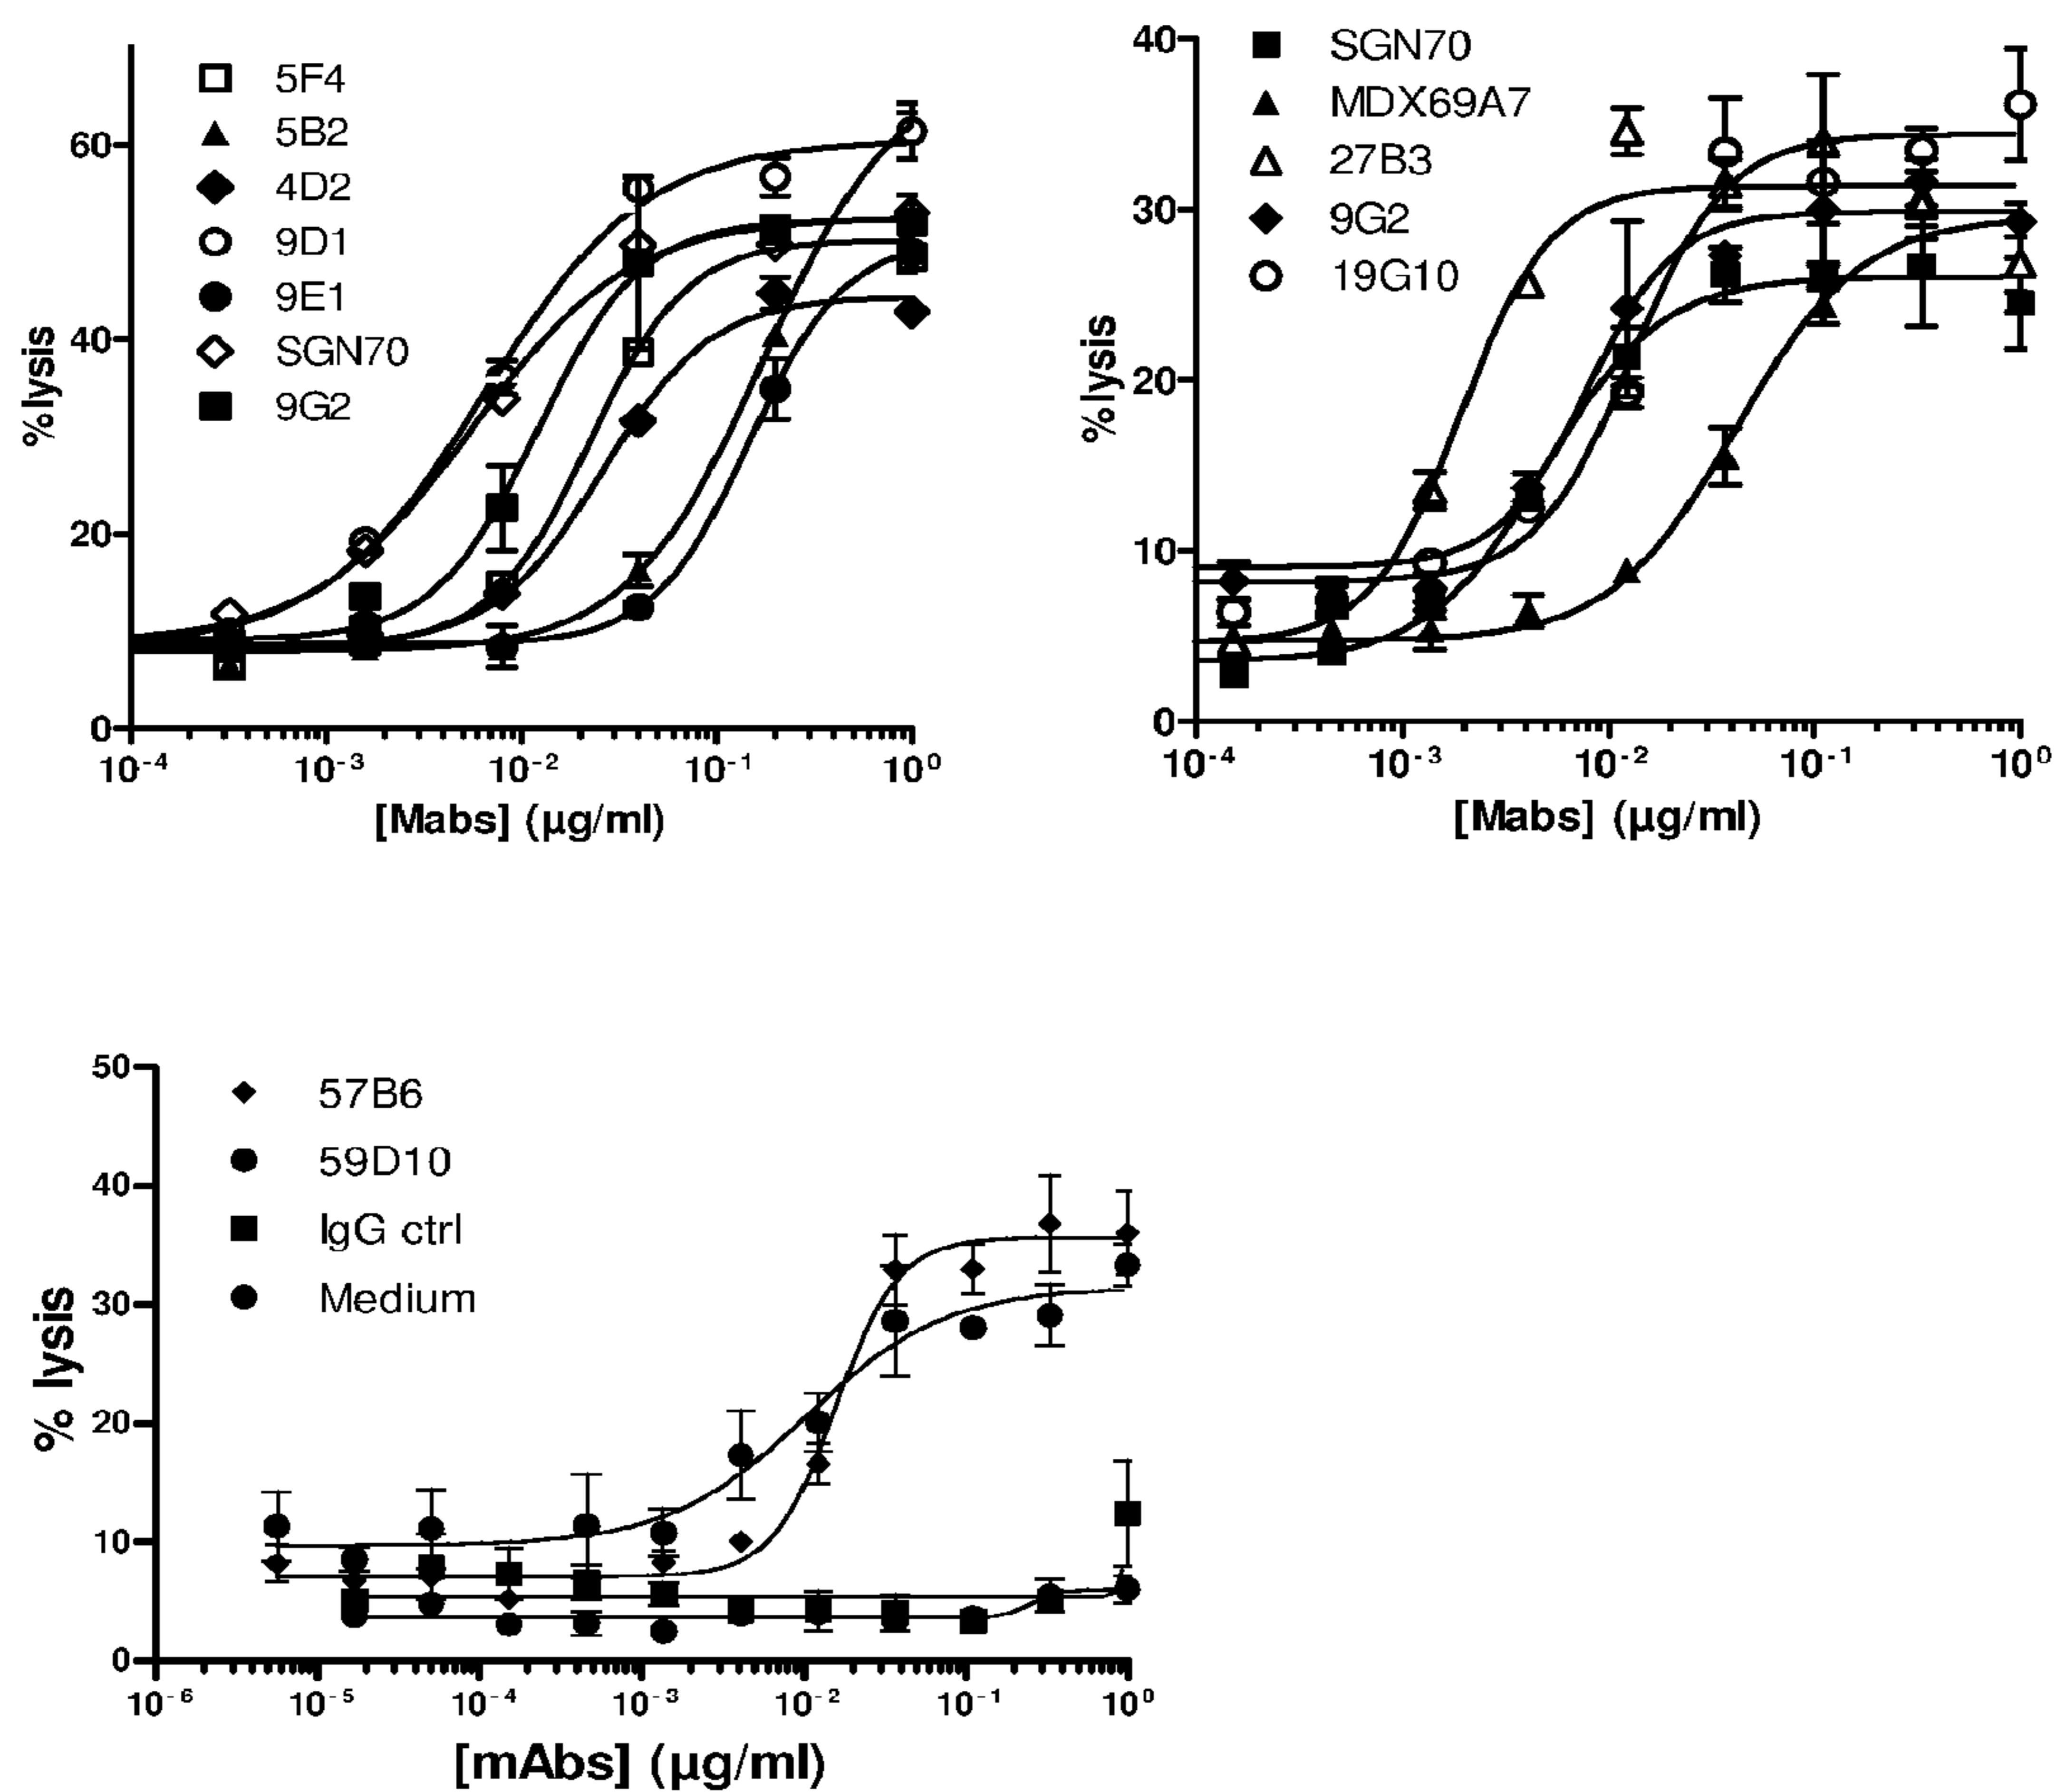 5F4
5B2
4D2
9D1
9E1
SGN70
9G2
60
40
20
0
%lysis
10-4
10-3
10-2
10-1
100
[Mabs] (µg/ml)
SGN70
MDX69A7
27B3
9G2
19G10
40
30
20
10
0
%lysis
10-4
10-3
10-2
10-1
100
[Mabs] (µg/ml)
57B6
59D10
IgG ctrl
Medium
50
40
30
20
10
0
% lysis
10-6
10-5
10-4
10-3
10-2
10-1
100
[mAbs] (µg/ml)